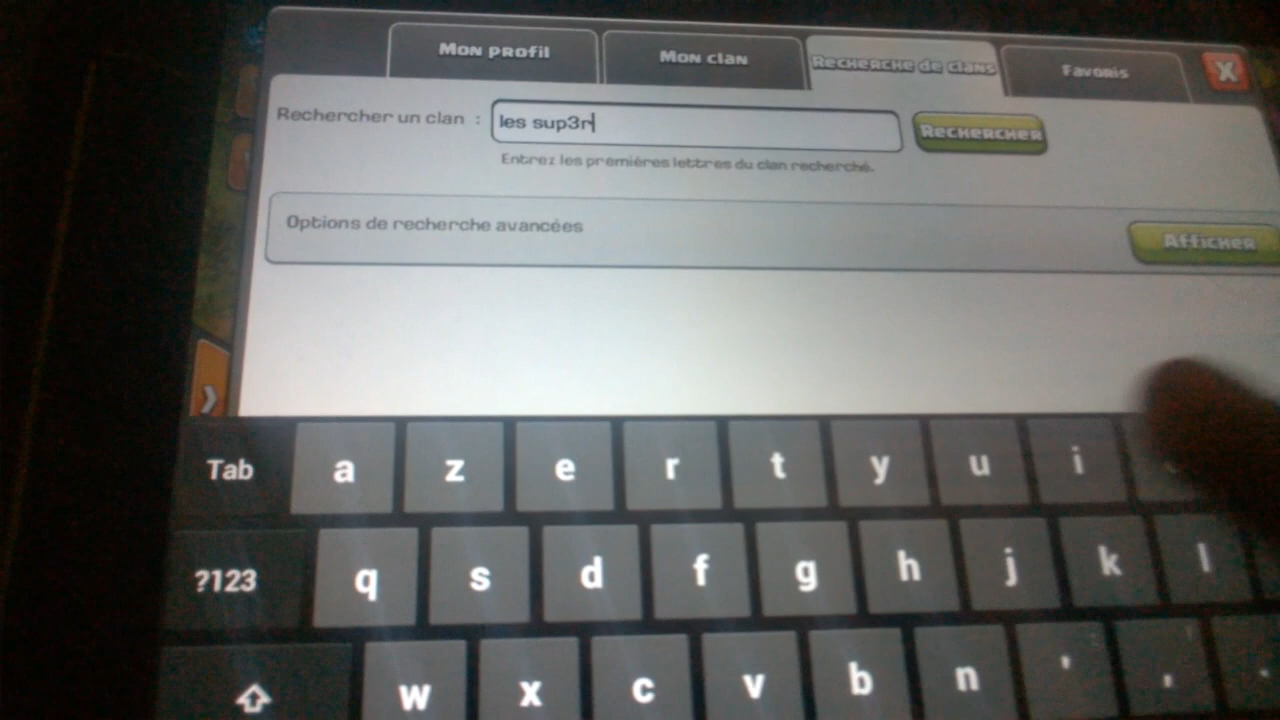 Mon profil
Mon clan
Recherche de clans
Favoris
X
Rechercher un clan :
les sup3r
Rechercher
Entrez les premières lettres du clan recherché.
Options de recherche avancées
Afficher
Tab a z e r t y u i
?123 q s d f g h j k l
w x c v b n ' , .